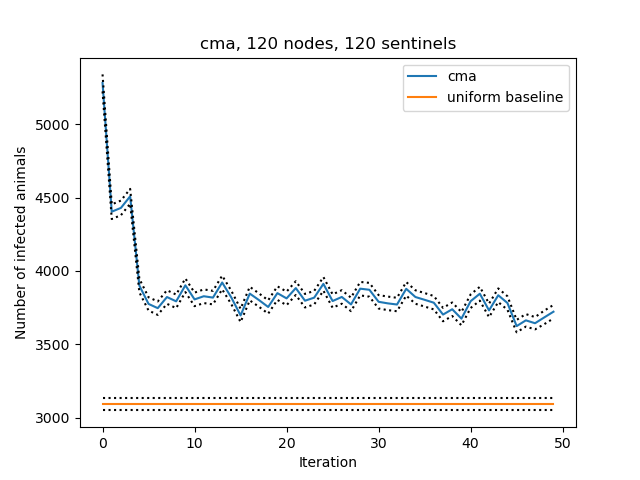 cma, 120 nodes, 120 sentinels
cma
uniform baseline
Number of infected animals
5000
4500
4000
3500
3000
0 10 20 30 40 50
Iteration